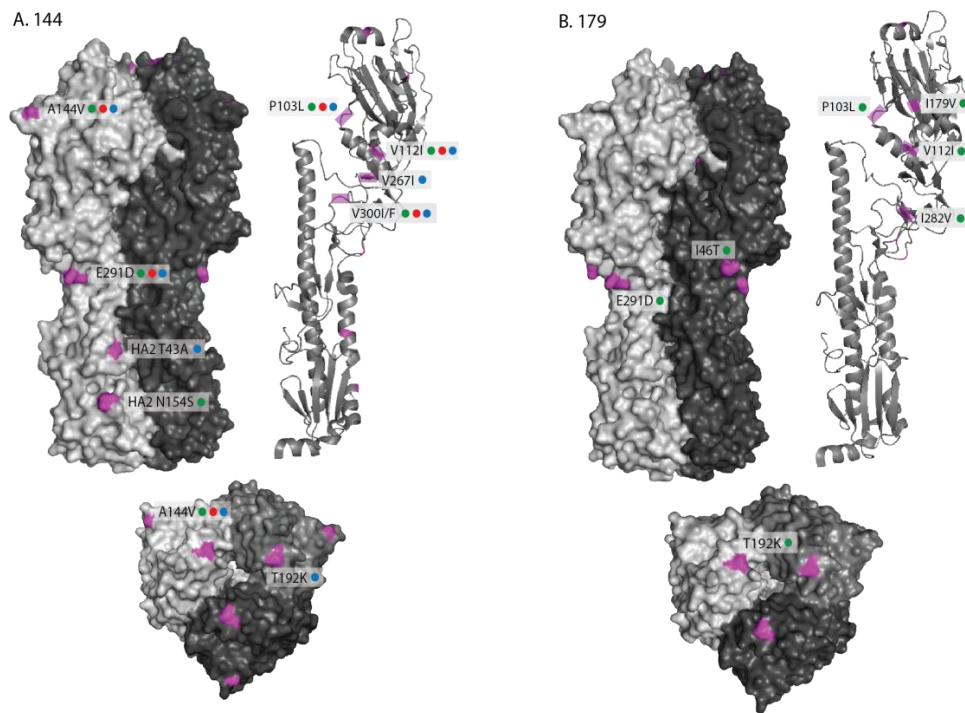 A. 144
A144V
P103L
V112I
V267I
V300I/F
E291D
HA2 T43A
HA2 N154S
A144V
T192K
B. 179
P103L
I179V
V112I
I282V
I46T
E291D
T192K